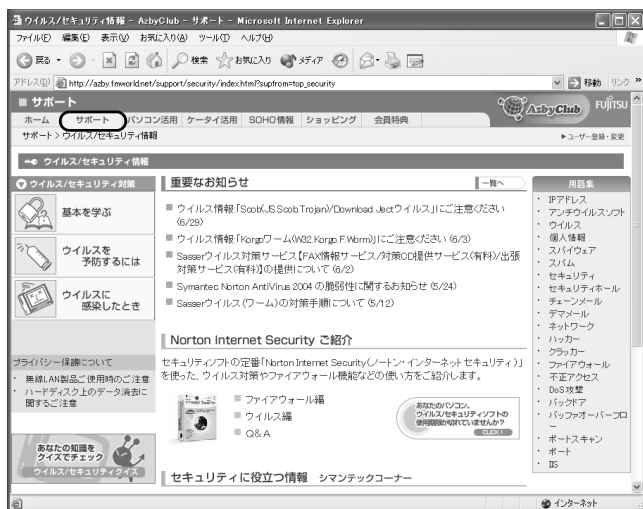 ウイルス/セキュリティ情報 - AzbyClub - サポート - Microsoft Internet Explorer
ファイル(F) 編集(E) 表示(V) お気に入り(A) ツール(T) ヘルプ(H)
戻る 検索 お気に入り メディア
アドレス(D) http://azby.fmworld.net/support/security/index.html?supfrom=top_security 移動 リンク »
サポート AzbyClub FUJITSU
ホーム サポート パソコン活用 ケータイ活用 SOHO情報 ショッピング 会員特典
サポート > ウイルス/セキュリティ情報 ユーザー登録・変更
ウイルス/セキュリティ情報
ウイルス/セキュリティ対策
基本を学ぶ
ウイルスを
予防するには
ウイルスに
感染したとき
プライバシー保護について
・ 無線LAN製品ご使用時のご注意
・ ハードディスク上のデータ消去に
関するご注意
あなたの知識を
クイズでチェック
ウイルス/セキュリティクイズ
重要なお知らせ 一覧へ
ウイルス情報:「Scob(JS.Scob.Trojan)/Download.Jectウイルス」にご注意ください
(6/29)
ウイルス情報:「Korgoワーム(W32.Korgo.F.Worm)」にご注意ください (6/3)
Sasserウイルス対策サービス【FAX情報サービス/対策CD提供サービス(有料)/出張
対策サービス(有料)】の提供について (6/2)
Symantec Norton AntiVirus 2004 の脆弱性に関するお知らせ (5/24)
Sasserウイルス(ワーム)の対策手順について (5/12)
Norton Internet Security ご紹介
セキュリティソフトの定番「Norton Internet Security(ノートン・インターネットセキュリティ)」
を使った、ウイルス対策やファイアウォール機能などの使い方をご紹介します。
ファイアウォール編
ウイルス編
Q&A
あなたのパソコン、
ウイルス/セキュリティソフトの
使用期限が切れていませんか?
CLICK!
セキュリティに役立つ情報 シマンテックコーナー
用語集
・ IPアドレス
・ アンチウイルスソフト
・ ウイルス
・ 個人情報
・ スパイウェア
・ スパム
・ セキュリティ
・ セキュリティホール
・ チェーンメール
・ デマメール
・ ネットワーク
・ ハッカー
・ クラッカー
・ ファイアウォール
・ 不正アクセス
・ DoS攻撃
・ バックドア
・ バッファオーバーフロ
ー
・ ポートスキャン
・ ポート
・ IIS
インターネット